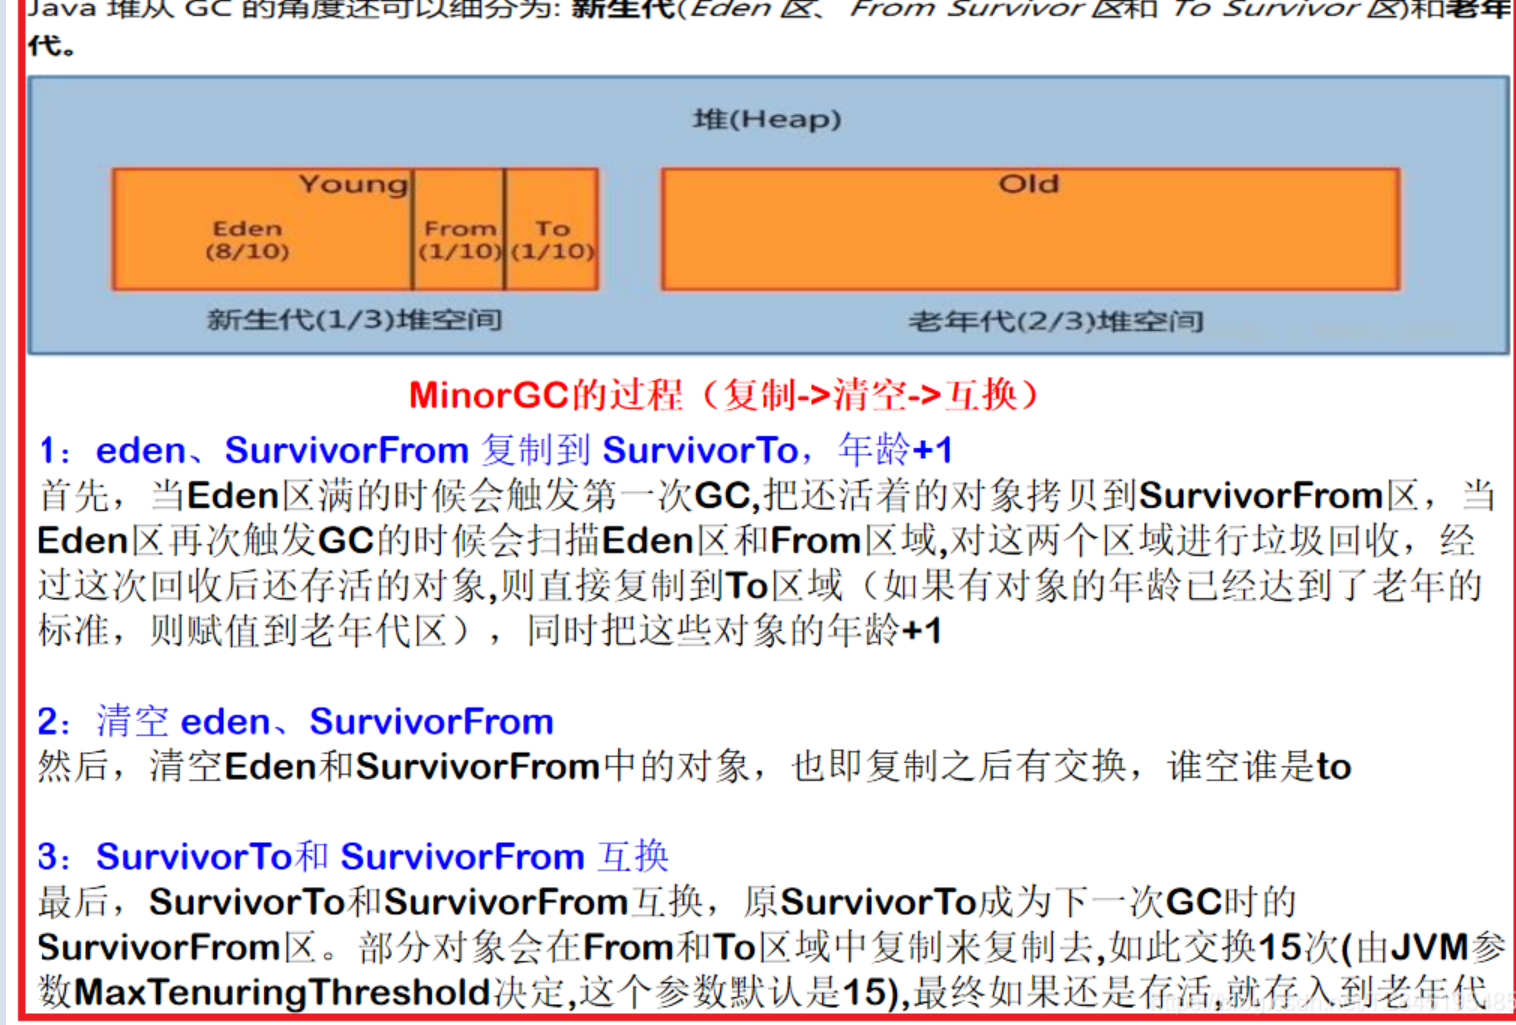 Java 堆从 GC 的角度还可以细分为: 新生代(Eden 区、From Survivor 区和 To Survivor 区)和老年
代。
堆(Heap)
Young
Old
Eden
From
To
(8/10)
(1/10)
(1/10)
新生代(1/3)堆空间
老年代(2/3)堆空间
MinorGC的过程（复制->清空->互换）
1：eden、SurvivorFrom 复制到 SurvivorTo，年龄+1
首先，当Eden区满的时候会触发第一次GC,把还活着的对象拷贝到SurvivorFrom区，当
Eden区再次触发GC的时候会扫描Eden区和From区域,对这两个区域进行垃圾回收，经
过这次回收后还存活的对象,则直接复制到To区域（如果有对象的年龄已经达到了老年的
标准，则赋值到老年代区），同时把这些对象的年龄+1
2：清空 eden、SurvivorFrom
然后，清空Eden和SurvivorFrom中的对象，也即复制之后有交换，谁空谁是to
3：SurvivorTo和 SurvivorFrom 互换
最后，SurvivorTo和SurvivorFrom互换，原SurvivorTo成为下一次GC时的
SurvivorFrom区。部分对象会在From和To区域中复制来复制去,如此交换15次(由JVM参
数MaxTenuringThreshold决定,这个参数默认是15),最终如果还是存活,就存入到老年代